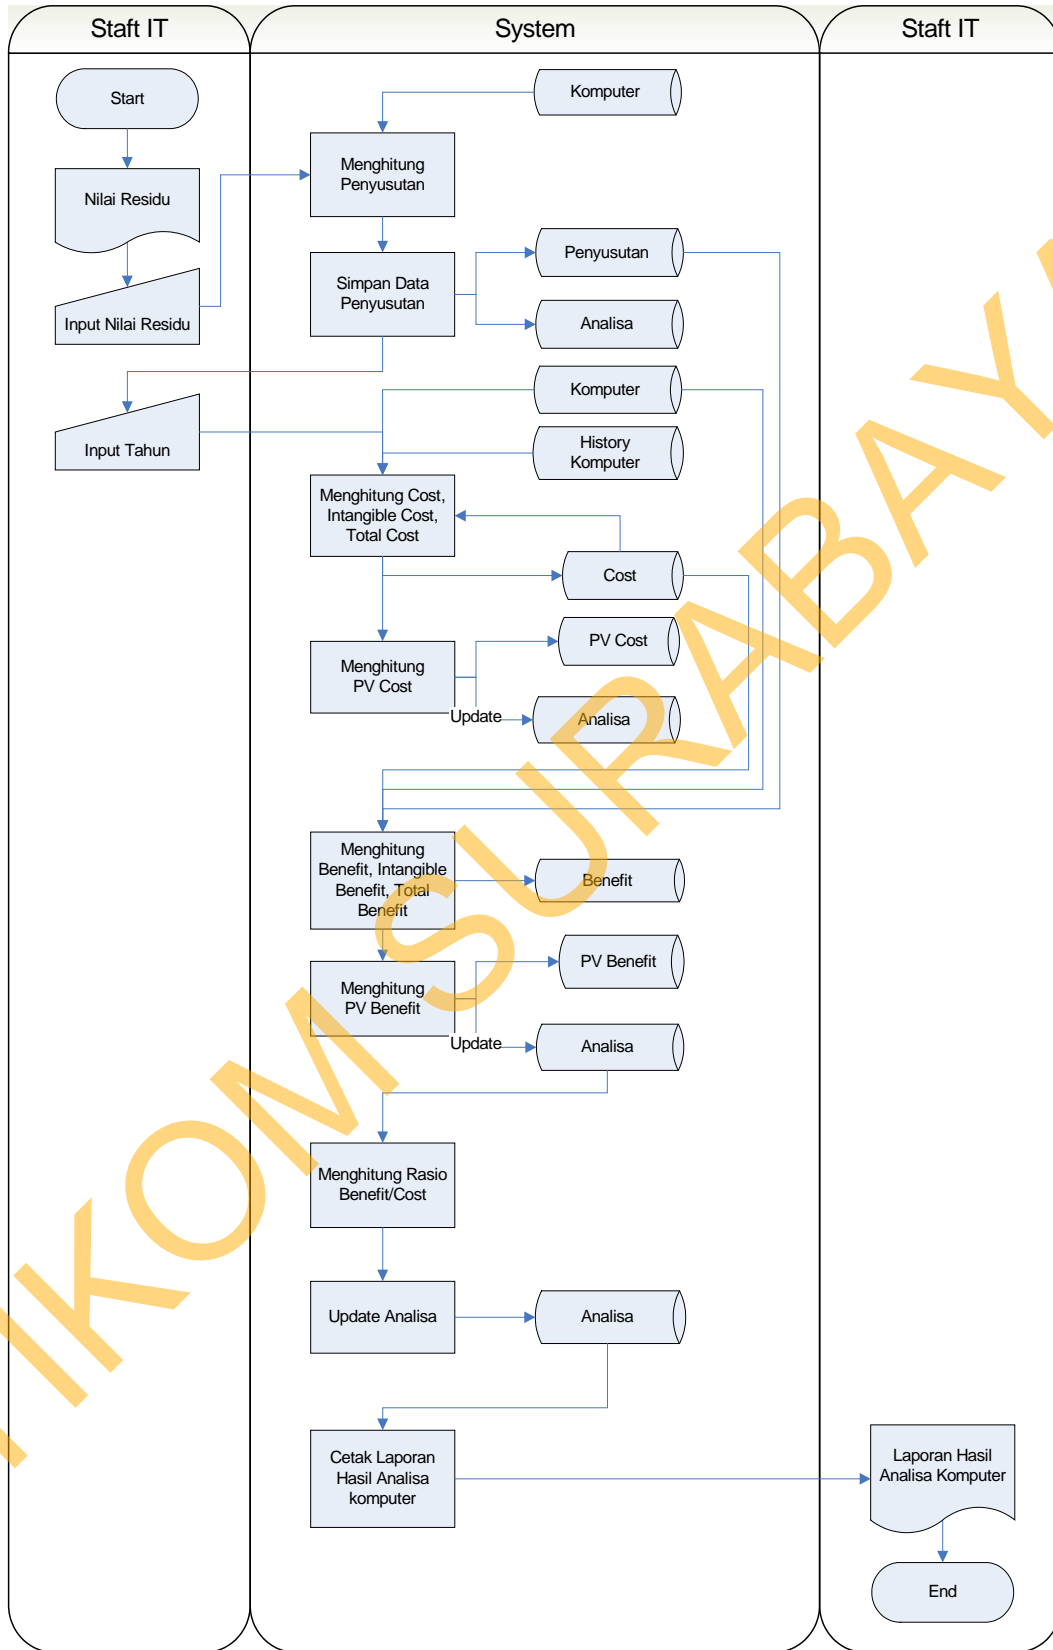 Staft IT
System
Staft IT
Start
Komputer
Menghitung
Penyusutan
Nilai Residu
Input Nilai Residu
Simpan Data
Penyusutan
Penyusutan
Analisa
Komputer
Input Tahun
History
Komputer
Menghitung Cost,
Intangible Cost,
Total Cost
Cost
PV Cost
Menghitung
PV Cost
Update
Analisa
Menghitung
Benefit, Intangible
Benefit, Total
Benefit
Benefit
PV Benefit
Menghitung
PV Benefit
Update
Analisa
Menghitung Rasio
Benefit/Cost
Update Analisa
Analisa
Cetak Laporan
Hasil Analisa
komputer
Laporan Hasil
Analisa Komputer
End
IKOM SURABAYA